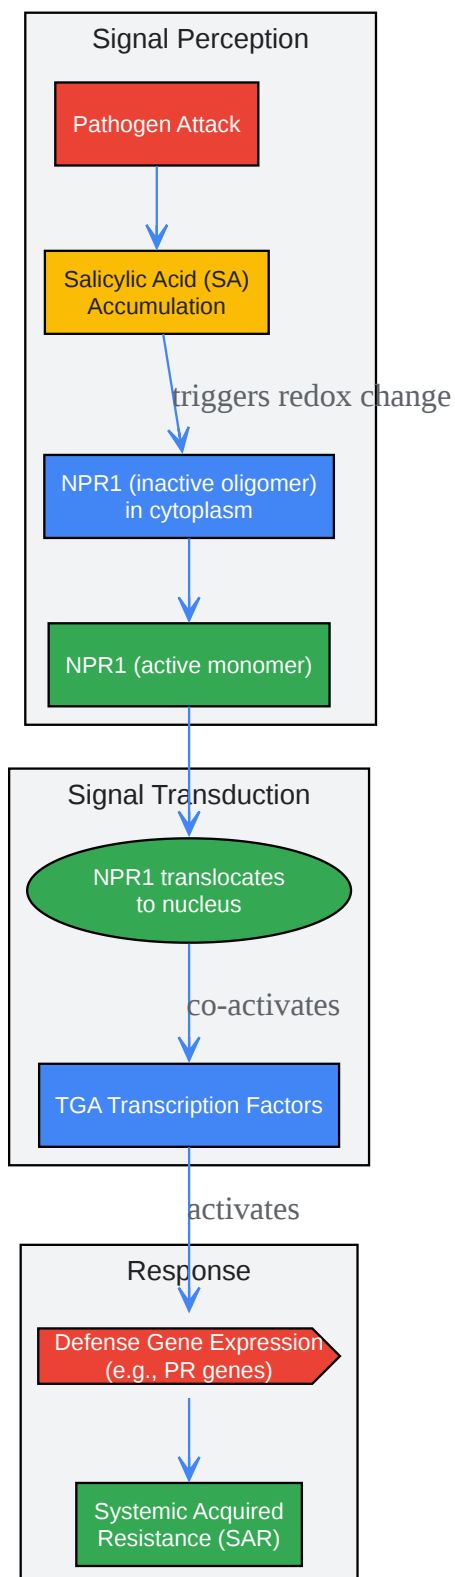 Signal Perception
Pathogen Attack
Salicylic Acid (SA)
Accumulation
triggers redox change
NPR1 (inactive oligomer)
in cytoplasm
NPR1 (active monomer)
Signal Transduction
NPR1 translocates
to nucleus
co-activates
TGA Transcription Factors
activates
Response
Defense Gene Expression
(e.g., PR genes)
Systemic Acquired
Resistance (SAR)